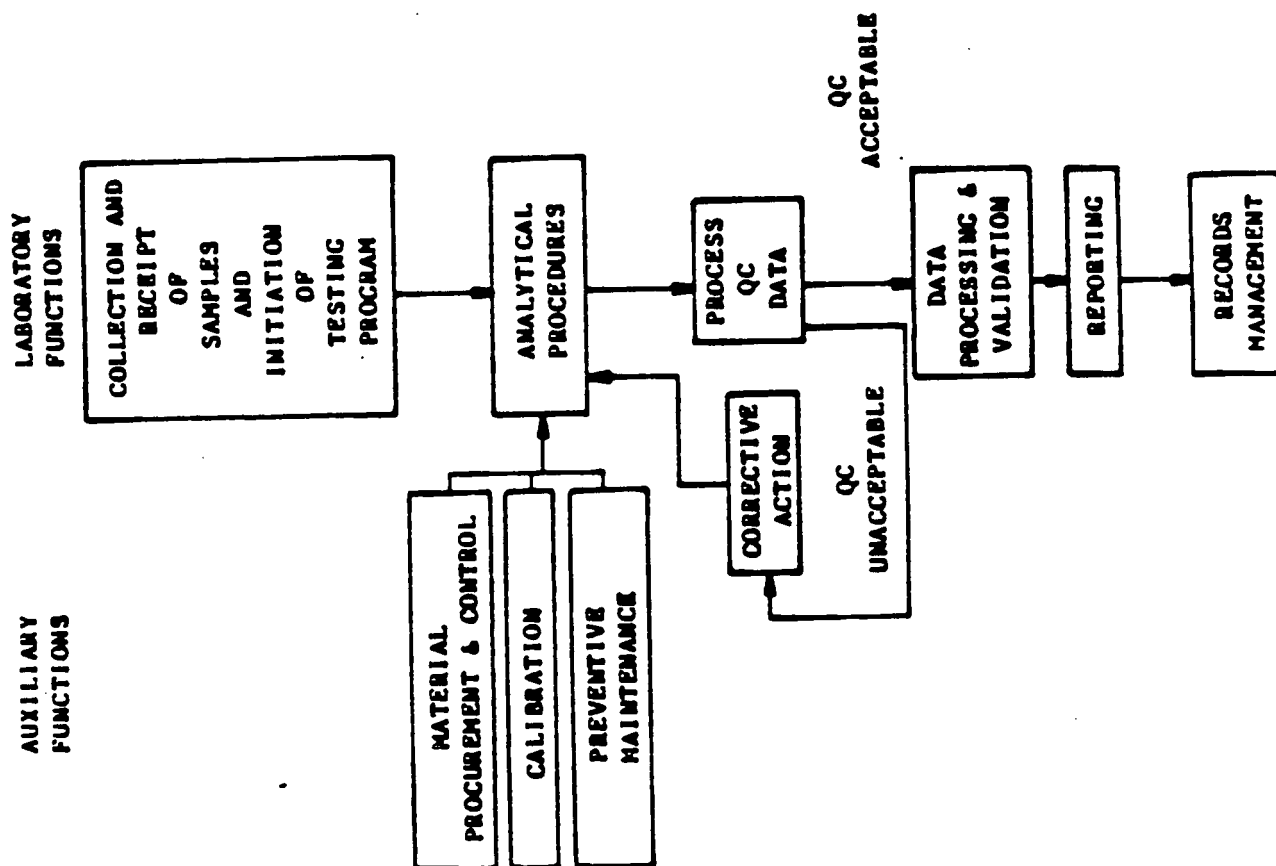 AUXILIARY
FUNCTIONS
LABORATORY
FUNCTIONS
COLLECTION AND
RECEIPT
OF
SAMPLES
AND
INITIATION
OF
TESTING
PROGRAM
MATERIAL
PROCUREMENT & CONTROL
CALIBRATION
PREVENTIVE
MAINTENANCE
ANALYTICAL
PROCEDURES
CORRECTIVE
ACTION
PROCESS
QC
DATA
QC
UNACCEPTABLE
QC
ACCEPTABLE
DATA
PROCESSING &
VALIDATION
REPORTING
RECORDS
MANAGEMENT